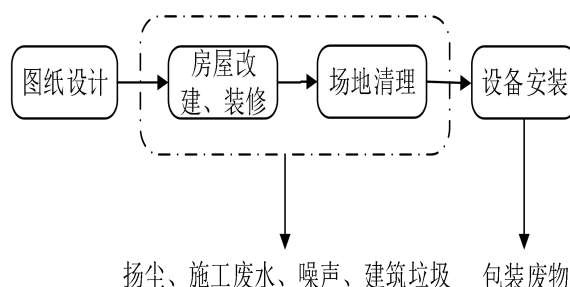 图纸设计
房屋改
建、装修
场地清理
设备安装
扬尘、施工废水、噪声、建筑垃圾
包装废物